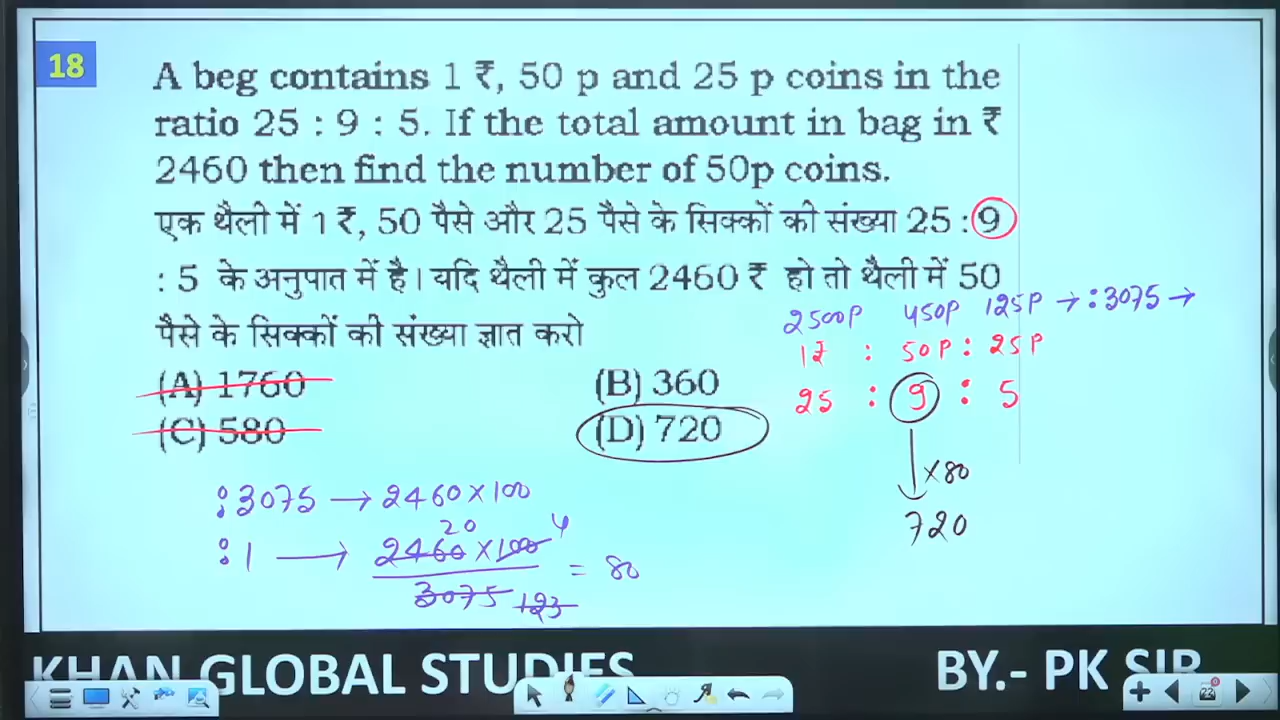 18
A beg contains 1 ₹, 50 p and 25 p coins in the
ratio 25 : 9 : 5. If the total amount in bag in ₹
2460 then find the number of 50p coins.
एक थैली में 1 ₹, 50 पैसे और 25 पैसे के सिक्कों की संख्या 25 : 9
: 5 के अनुपात में है। यदि थैली में कुल 2460 ₹ हो तो थैली में 50
पैसे के सिक्कों की संख्या ज्ञात करो
2500P 450P 125P → : 3075 →
1₹ : 50P : 25P
25 : 9 : 5
(A) 1760 (B) 360
(C) 580 (D) 720
×80
720
: 3075 → 2460 × 100
20 4
: 1 → 2460 × 100
= 80
3075 123
KHAN GLOBAL STUDIES BY.- PK SIR
22